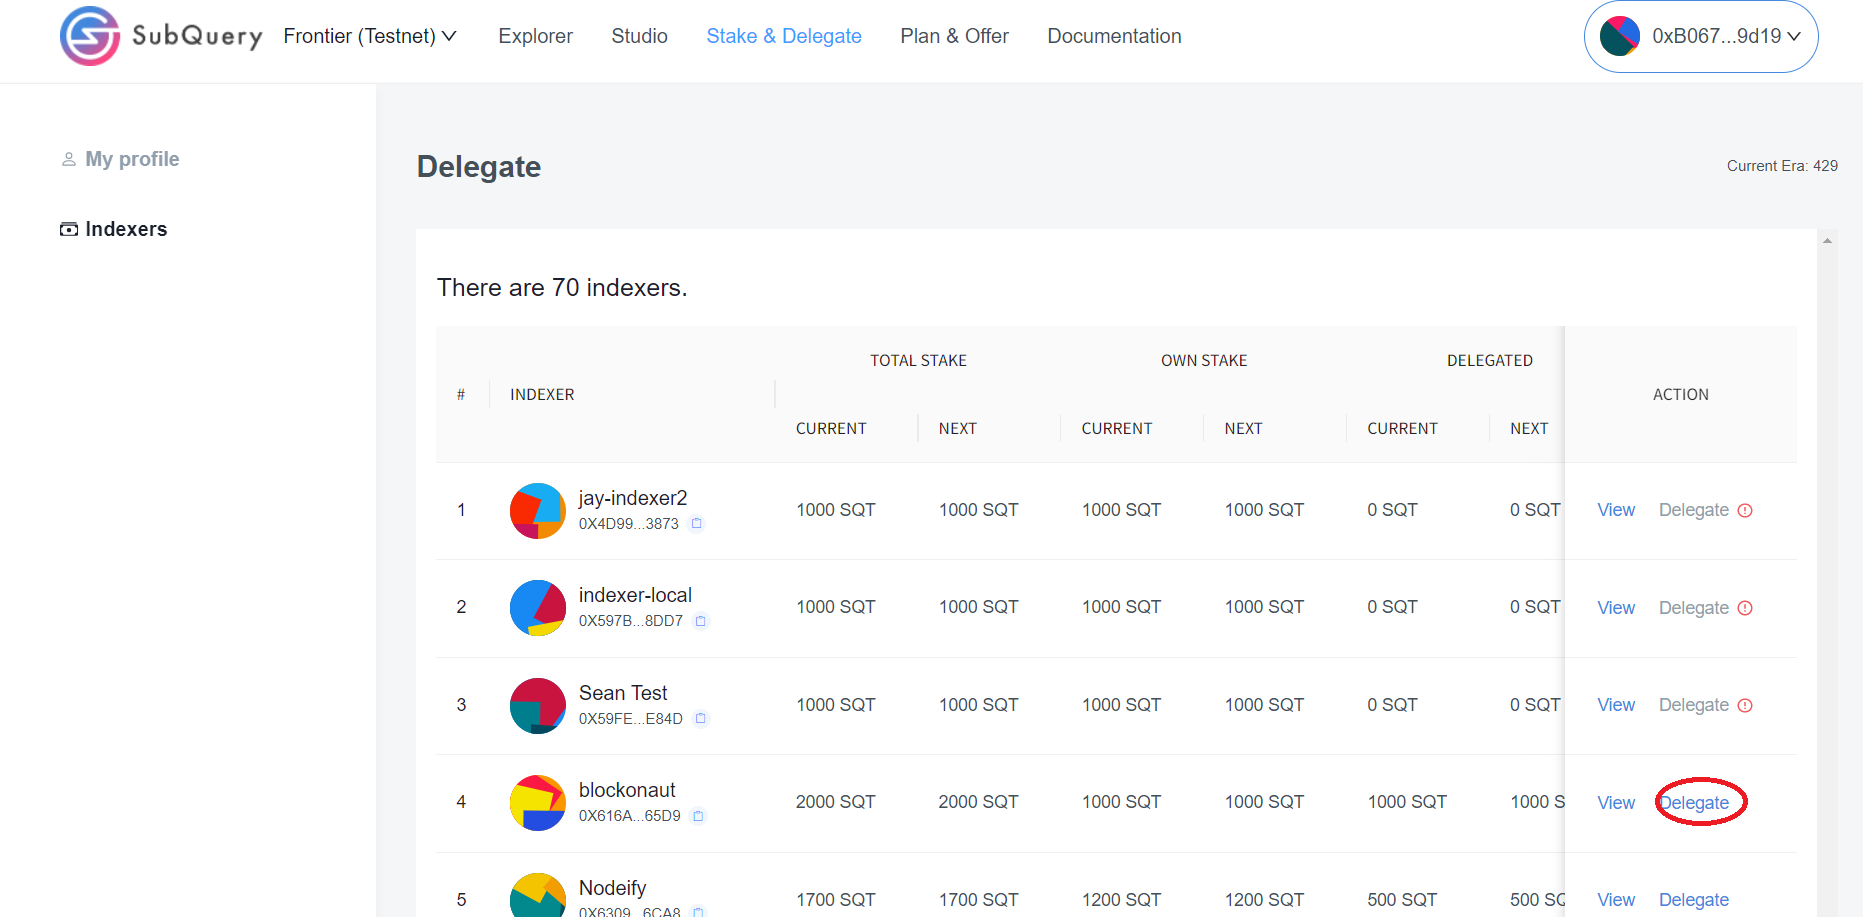 SubQuery Frontier (Testnet) Explorer Studio Stake & Delegate Plan & Offer Documentation 0xB067...9d19
My profile
Indexers
Delegate
Current Era: 429
There are 70 indexers.
TOTAL STAKE OWN STAKE DELEGATED
# INDEXER ACTION
CURRENT NEXT CURRENT NEXT CURRENT NEXT
1 jay-indexer2 1000 SQT 1000 SQT 1000 SQT 1000 SQT 0 SQT 0 SQT View Delegate
0X4D99...3873
2 indexer-local 1000 SQT 1000 SQT 1000 SQT 1000 SQT 0 SQT 0 SQT View Delegate
0X597B...8DD7
3 Sean Test 1000 SQT 1000 SQT 1000 SQT 1000 SQT 0 SQT 0 SQT View Delegate
0X59FE...E84D
4 blockonaut 2000 SQT 2000 SQT 1000 SQT 1000 SQT 1000 SQT 1000 S View Delegate
0X616A...65D9
5 Nodeify 1700 SQT 1700 SQT 1200 SQT 1200 SQT 500 SQT 500 SQ View Delegate
0X6309...6CA8